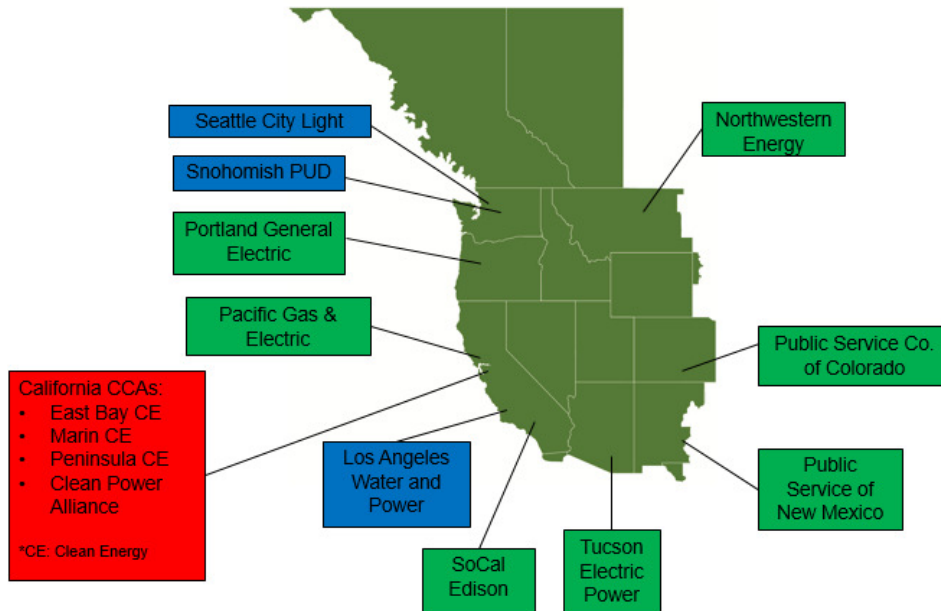 Seattle City Light
Snohomish PUD
Portland General
Electric
Pacific Gas &
Electric
California CCAs:
• East Bay CE
• Marin CE
• Peninsula CE
• Clean Power
Alliance
*CE: Clean Energy
Los Angeles
Water and
Power
SoCal
Edison
Tucson
Electric
Power
Northwestern
Energy
Public Service Co.
of Colorado
Public
Service of
New Mexico